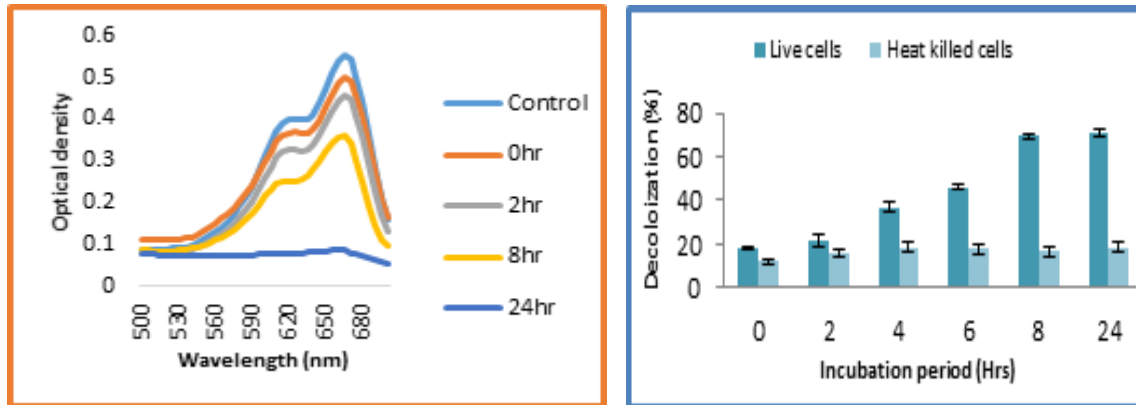 0.6
0.5
0.4
0.3
0.2
0.1
0
Optical density
500
530
560
590
620
650
680
Wavelength (nm)
Control
0hr
2hr
8hr
24hr
Live cells Heat killed cells
80
60
40
20
0
Decoloization (%)
0 2 4 6 8 24
Incubation period (Hrs)